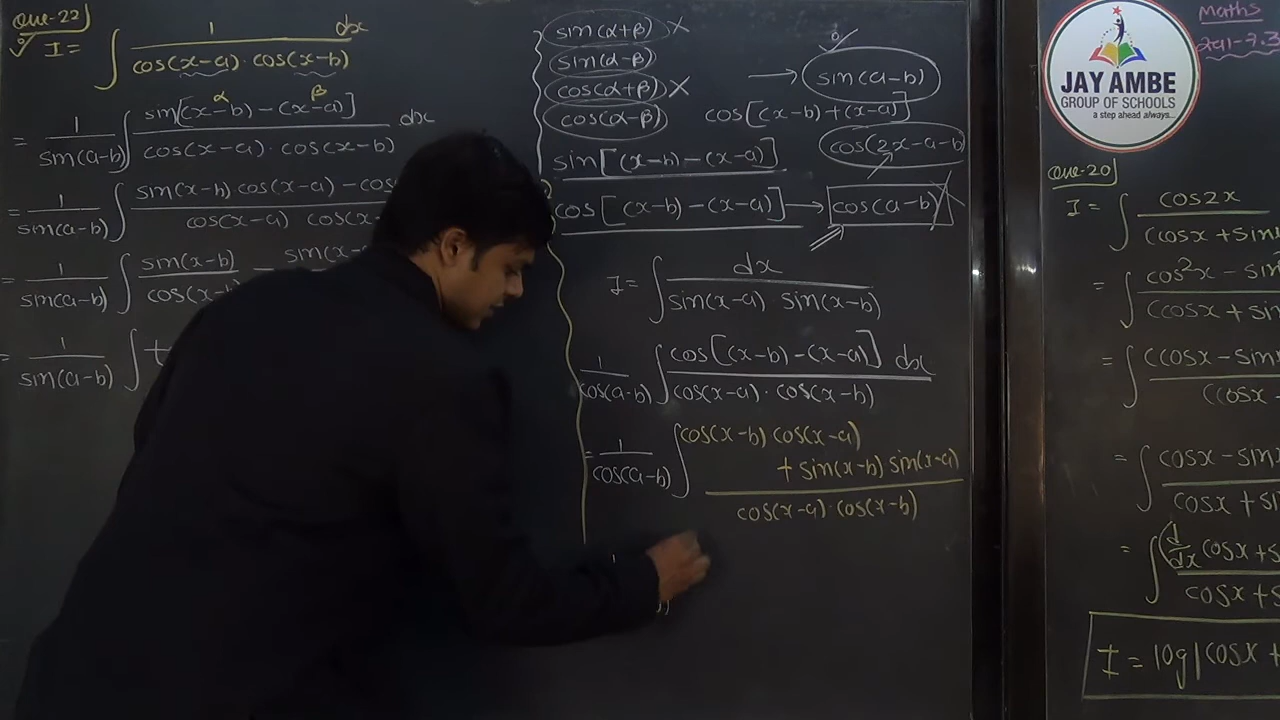 Que-22)
I = ∫ 1 dx / cos(x-a) · cos(x-b)
= 1/sin(a-b) ∫ sin[(x-b) - (x-a)] / cos(x-a) · cos(x-b) dx
α β
= 1/sin(a-b) ∫ sin(x-b) cos(x-a) - cos / cos(x-a) cos(x-
= 1/sin(a-b) ∫ sin(x-b) / cos(x-b - sin(x-a
= 1/sin(a-b) ∫ t
sin(α+β) ✗
sin(α-β)
cos(α+β) ✗
cos(α-β)
→ sin(a-b)
cos[(x-b)+(x-a)]
cos(2x-a-b)
sin[(x-b) - (x-a)]
cos[(x-b) - (x-a)] → cos(a-b)
I = ∫ dx / sin(x-a) sin(x-b)
1/cos(a-b) ∫ cos[(x-b) - (x-a)] dx / cos(x-a) · cos(x-b)
= 1/cos(a-b) ∫ cos(x-b) cos(x-a)
+ sin(x-b) sin(x-a)
/ cos(x-a) · cos(x-b)
JAY AMBE
GROUP OF SCHOOLS
a step ahead always...
Maths
Que-20)
I = ∫ cos2x / (cosx + sin
= ∫ cos²x - sin / (cosx + sin
= ∫ (cosx - sin / (cosx
= ∫ cosx - sin / cosx + sin
= ∫ (d/dx cosx + s / cosx + s
I = log|cosx +